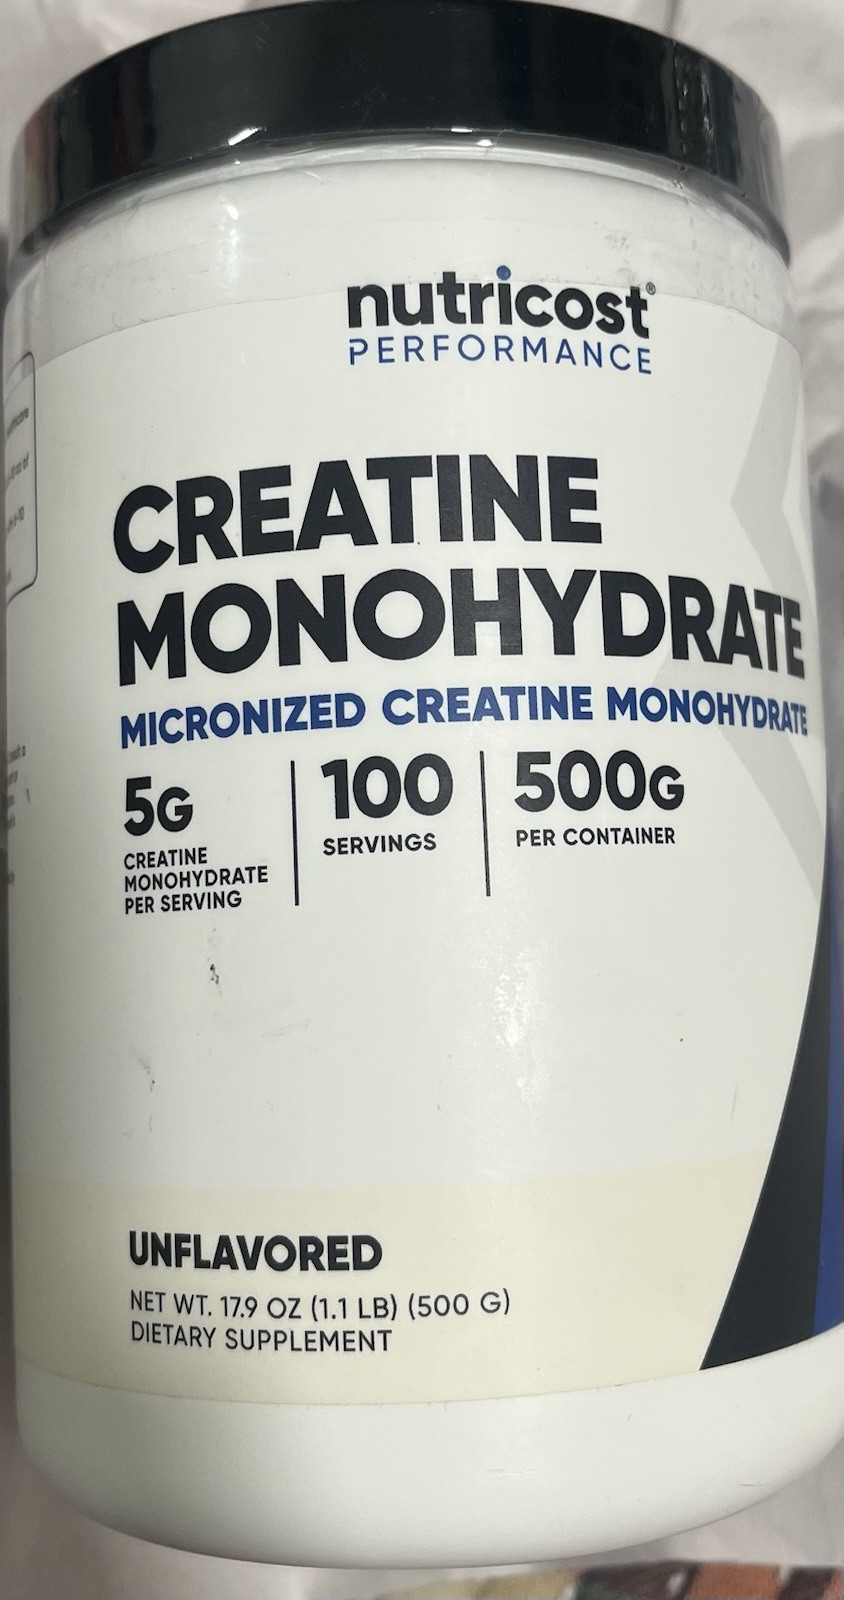 nutricost®
PERFORMANCE
CREATINE
MONOHYDRATE
MICRONIZED CREATINE MONOHYDRATE
5G
CREATINE
MONOHYDRATE
PER SERVING
100
SERVINGS
500G
PER CONTAINER
UNFLAVORED
NET WT. 17.9 OZ (1.1 LB) (500 G)
DIETARY SUPPLEMENT